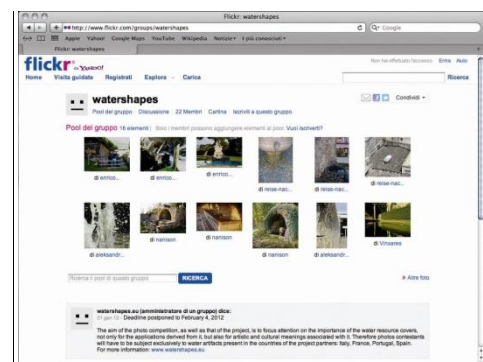 Flickr: watershapes
http://www.flickr.com/groups/watershapes
Google
Apple Yahoo! Google Maps YouTube Wikipedia Notizie I più conosciuti
Flickr: watershapes
flickr from YAHOO!
Non hai effettuato l'accesso Entra Aiuto
Home Visita guidata Registrati Esplora Carica
Ricerca
watershapes
Condividi
Pool del gruppo Discussione 22 Membri Cartina Iscriviti a questo gruppo
Pool del gruppo 16 elementi | Solo i membri possono aggiungere elementi al pool. Vuoi iscriverti?
di enrico... di enrico... di enrico... di reise-nac... di reise-nac... di reise-nac...
di aleksandr... di nanison di nanison di nanison di aleksandr... di Vinsares
Ricerca il pool di questo gruppo RICERCA
Altre foto
watershapes.eu (amministratore di un gruppo) dice:
31 gen 12 - Deadline postponed to February 4, 2012
The aim of the photo competition, as well as that of the project, is to focus attention on the importance of the water resource covers,
not only for the applications derived from it, but also for artistic and cultural meanings associated with it. Therefore photos contestants
will have to be subject exclusively to water artifacts present in the countries of the project partners: Italy, France, Portugal, Spain.
For more information: www.watershapes.eu